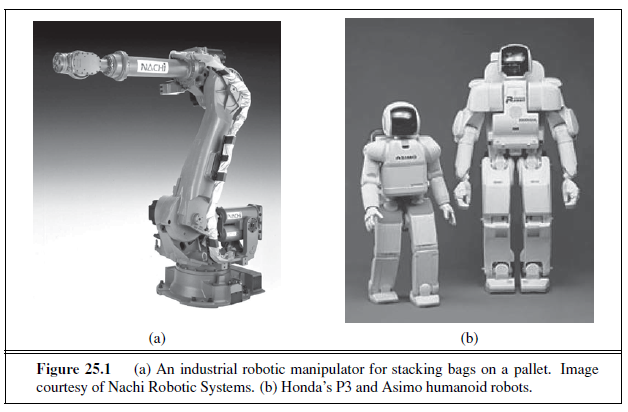 NACHI
NACHI
ASIMO
(a)
(b)
Figure 25.1 (a) An industrial robotic manipulator for stacking bags on a pallet. Image
courtesy of Nachi Robotic Systems. (b) Honda's P3 and Asimo humanoid robots.